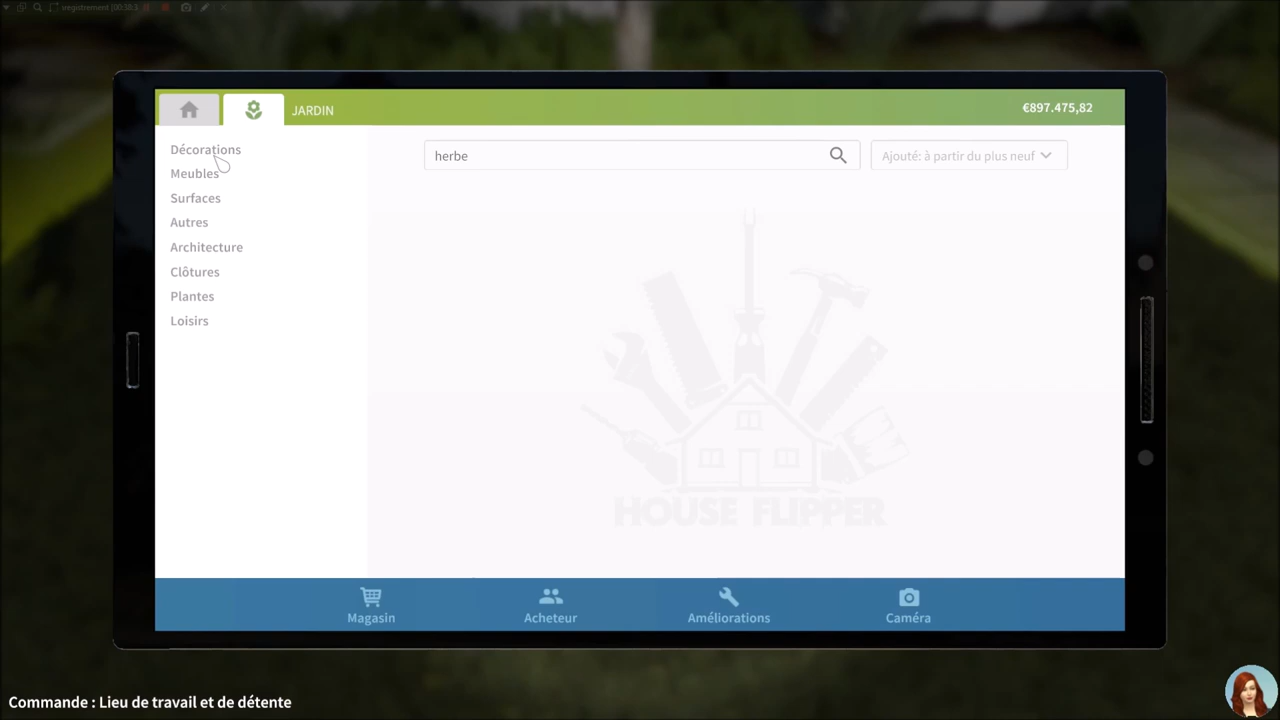 JARDIN
€897.475,82
Décorations
Meubles
Surfaces
Autres
Architecture
Clôtures
Plantes
Loisirs
herbe
Ajouté: à partir du plus neuf
HOUSE FLIPPER
Magasin
Acheteur
Améliorations
Caméra
Commande : Lieu de travail et de détente